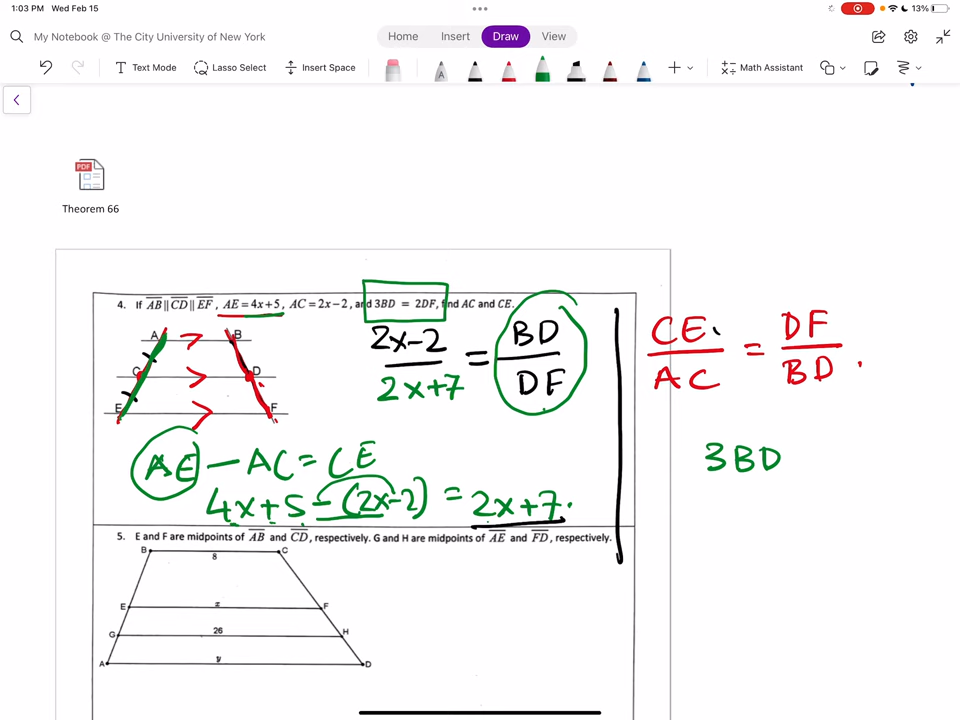 1:03 PM Wed Feb 15
13%
My Notebook @ The City University of New York
Home Insert Draw View
Text Mode Lasso Select Insert Space A Math Assistant
PDF
Theorem 66
4. If AB || CD || EF, AE = 4x+5, AC = 2x−2, and 3BD = 2DF, find AC and CE.
A > B
C > D
E > F
2x-2 / 2x+7 = BD / DF
CE / AC = DF / BD.
3BD
AE − AC = CE
4x+5 −(2x-2) = 2x+7.
5. E and F are midpoints of AB and CD, respectively. G and H are midpoints of AE and FD, respectively.
B 8 C
E x F
G 26 H
A y D